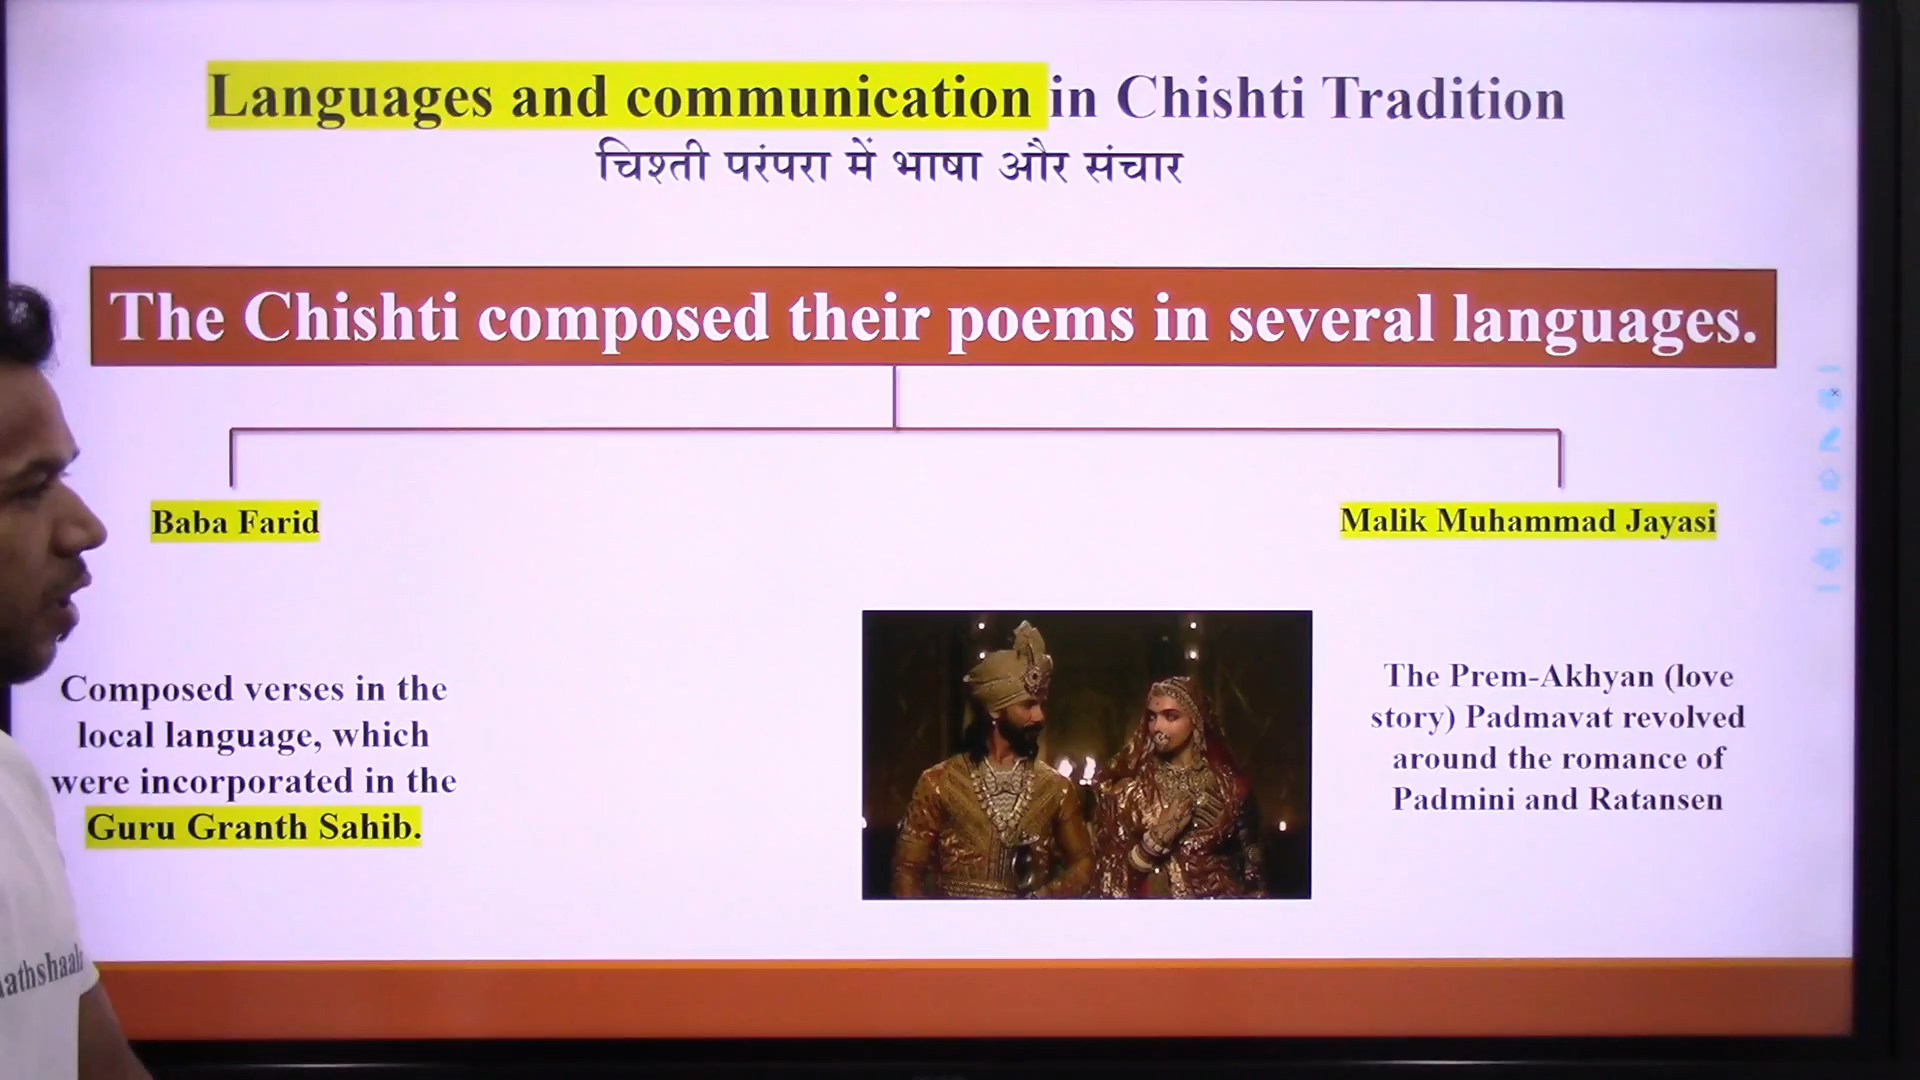 Languages and communication in Chishti Tradition
चिश्ती परंपरा में भाषा और संचार
The Chishti composed their poems in several languages.
Baba Farid
Malik Muhammad Jayasi
Composed verses in the
local language, which
were incorporated in the
Guru Granth Sahib.
The Prem-Akhyan (love
story) Padmavat revolved
around the romance of
Padmini and Ratansen
athshaala